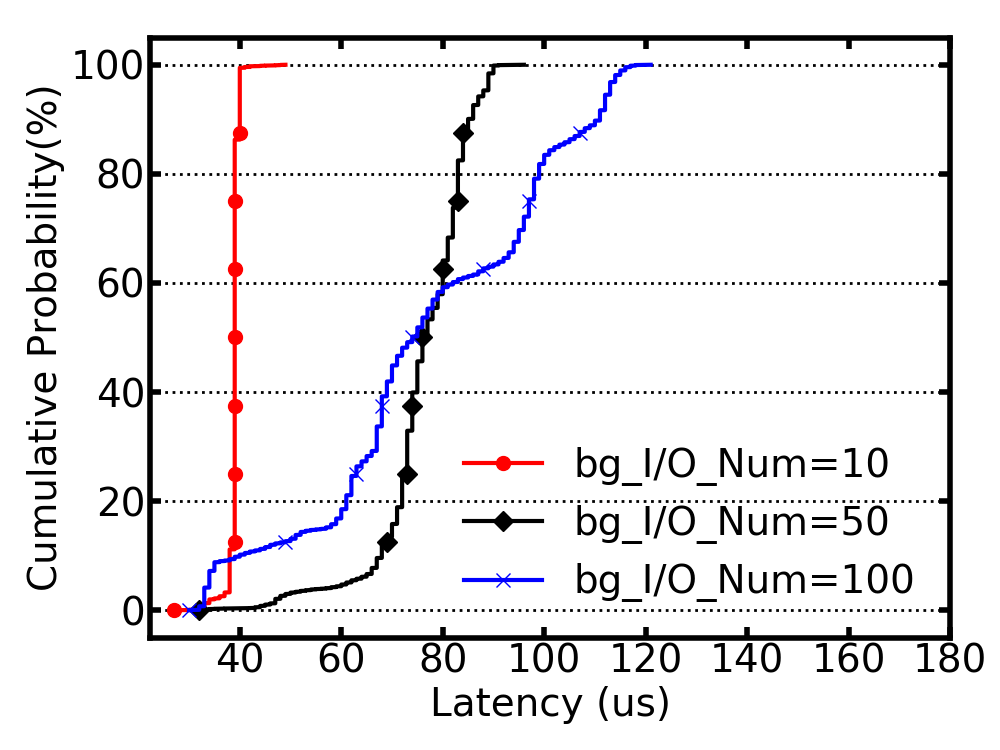 Cumulative Probability(%)
100
80
60
40
20
0
bg_I/O_Num=10
bg_I/O_Num=50
bg_I/O_Num=100
40 60 80 100 120 140 160 180
Latency (us)